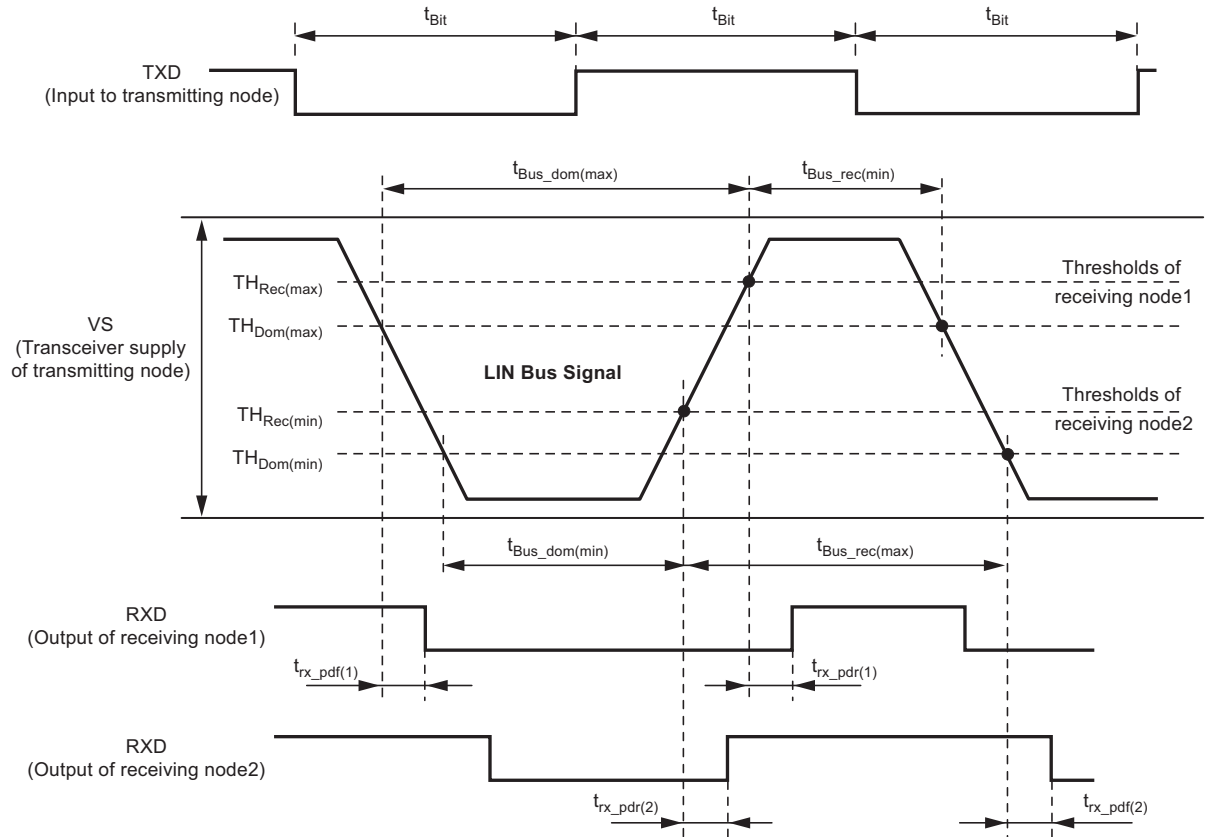 tBit
tBit
tBit
TXD
(Input to transmitting node)
tBus_dom(max)
tBus_rec(min)
THRec(max)
Thresholds of
receiving node1
THDom(max)
VS
(Transceiver supply
of transmitting node)
LIN Bus Signal
THRec(min)
Thresholds of
receiving node2
THDom(min)
tBus_dom(min)
tBus_rec(max)
RXD
(Output of receiving node1)
trx_pdf(1)
trx_pdr(1)
RXD
(Output of receiving node2)
trx_pdr(2)
trx_pdf(2)